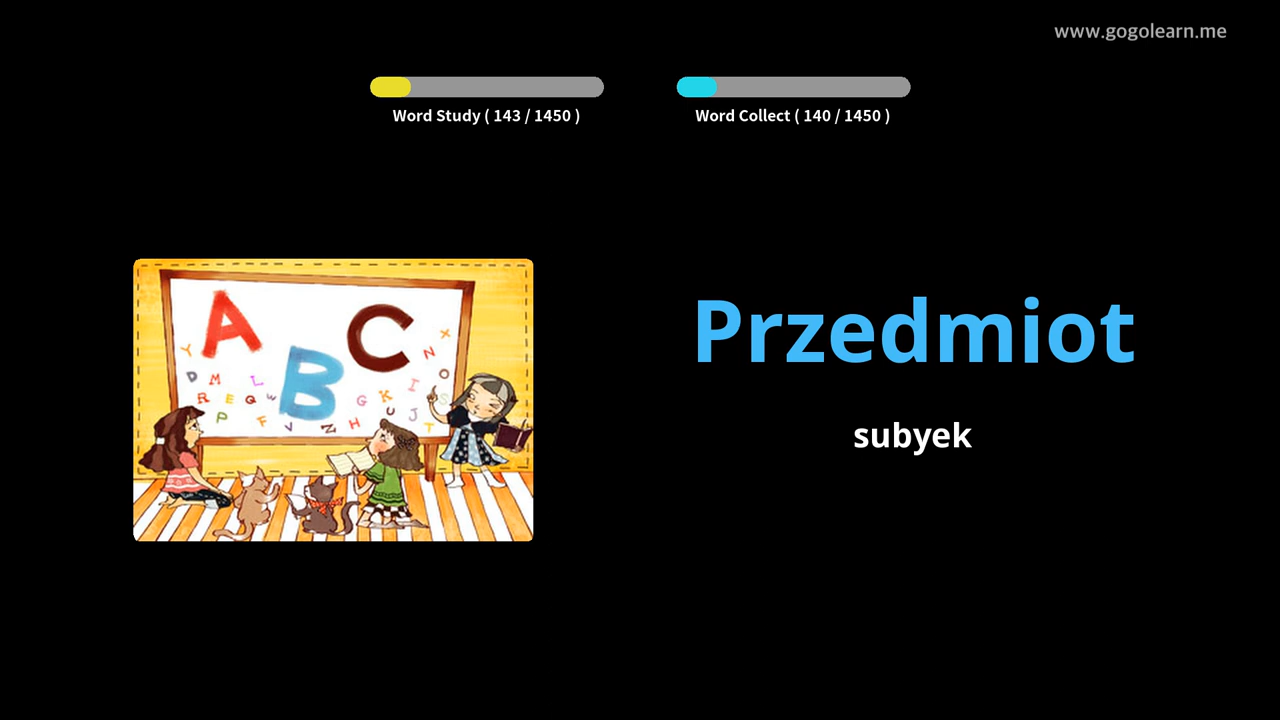 www.gogolearn.me
Word Study ( 143 / 1450 )
Word Collect ( 140 / 1450 )
A
B
C
Y
X
N
D M L
O
I
R E Q W
G K
S
P
F
V
Z
H
U
J
T
Przedmiot
subyek